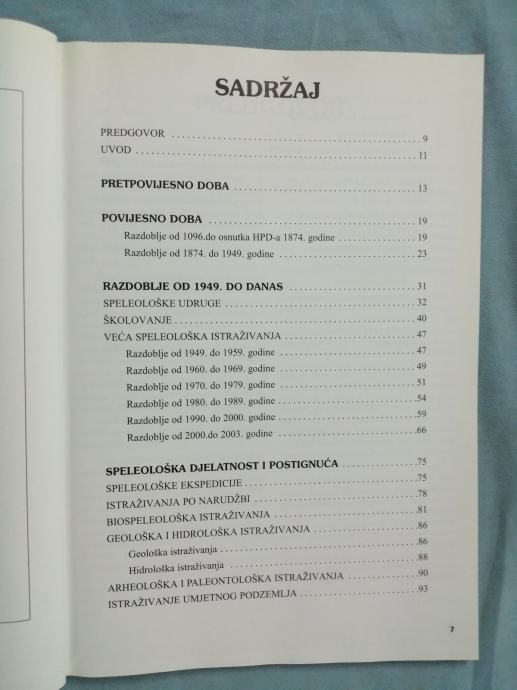 SADRŽAJ
PREDGOVOR ........................................ 9
UVOD ........................................ 11
PRETPOVIJESNO DOBA ........................................ 13
POVIJESNO DOBA ........................................ 19
Razdoblje od 1096.do osnutka HPD-a 1874. godine .................. 19
Razdoblje od 1874. do 1949. godine .............................. 23
RAZDOBLJE OD 1949. DO DANAS .............................. 31
SPELEOLOŠKE UDRUGE ........................................ 32
ŠKOLOVANJE ........................................ 40
VEĆA SPELEOLOŠKA ISTRAŽIVANJA .............................. 47
Razdoblje od 1949. do 1959. godine .............................. 47
Razdoblje od 1960. do 1969. godine .............................. 49
Razdoblje od 1970. do 1979. godine .............................. 51
Razdoblje od 1980. do 1989. godine .............................. 54
Razdoblje od 1990. do 2000. godine .............................. 59
Razdoblje od 2000.do 2003. godine .............................. 66
SPELEOLOŠKA DJELATNOST I POSTIGNUĆA .................. 75
SPELEOLOŠKE EKSPEDICIJE .............................. 75
ISTRAŽIVANJA PO NARUDŽBI .............................. 78
BIOSPELEOLOŠKA ISTRAŽIVANJA .............................. 81
GEOLOŠKA I HIDROLOŠKA ISTRAŽIVANJA .................. 86
Geološka istraživanja .............................. 86
Hidrološka istraživanja .............................. 88
ARHEOLOŠKA I PALEONTOLOŠKA ISTRAŽIVANJA ............ 90
ISTRAŽIVANJE UMJETNOG PODZEMLJA .................. 93
7